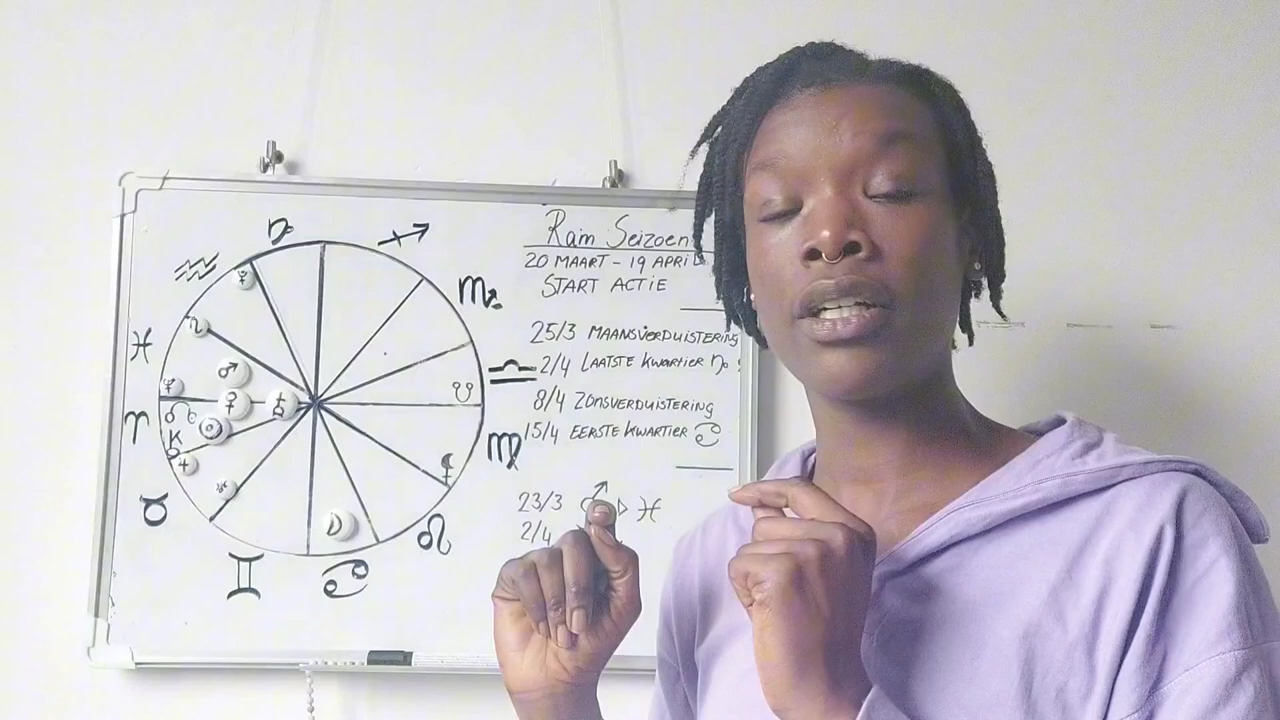 Ram Seizoen
20 MAART - 19 APRIL
START ACTIE
25/3 MAANSVERDUISTERING
2/4 LAATSTE KWARTIER ♑
8/4 ZONSVERDUISTERING
15/4 EERSTE KWARTIER ♋
23/3 ♂ ▷ ♓
2/4